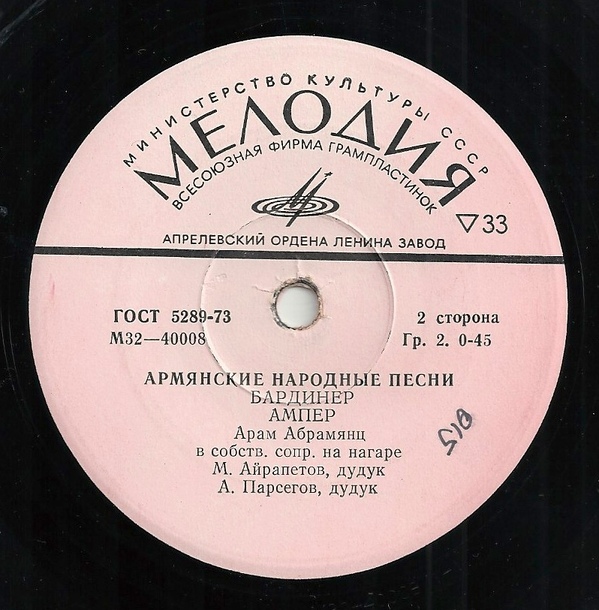 МИНИСТЕРСТВО КУЛЬТУРЫ СССР
МЕЛОДИЯ
ВСЕСОЮЗНАЯ ФИРМА ГРАМПЛАСТИНОК
▽33
АПРЕЛЕВСКИЙ ОРДЕНА ЛЕНИНА ЗАВОД
ГОСТ 5289-73
2 сторона
М32—40008
Гр. 2. 0-45
АРМЯНСКИЕ НАРОДНЫЕ ПЕСНИ
БАРДИНЕР
АМПЕР
Арам Абрамянц
в собств. сопр. на нагаре
М. Айрапетов, дудук
А. Парсегов, дудук